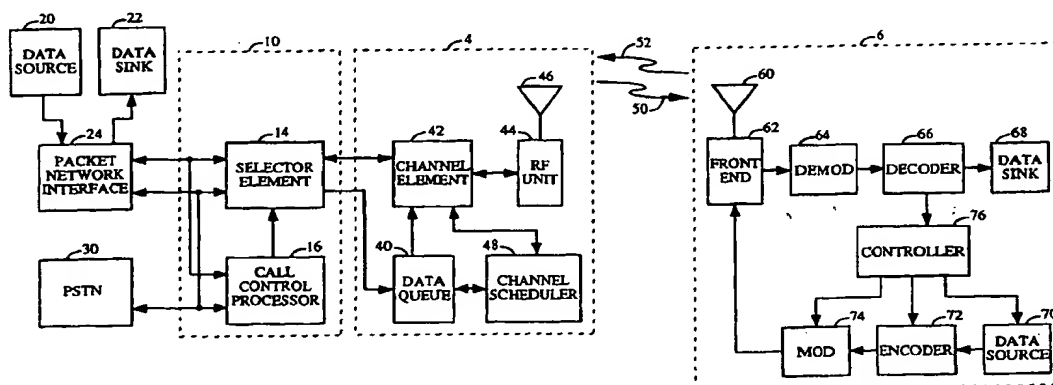 20
DATA
SOURCE
22
DATA
SINK
24
PACKET
NETWORK
INTERFACE
30
PSTN
10
14
SELECTOR
ELEMENT
16
CALL
CONTROL
PROCESSOR
4
42
CHANNEL
ELEMENT
44
RF
UNIT
46
40
DATA
QUEUE
48
CHANNEL
SCHEDULER
52
50
6
60
62
FRONT
END
64
DEMOD
66
DECODER
68
DATA
SINK
76
CONTROLLER
74
MOD
72
ENCODER
70
DATA
SOURCE